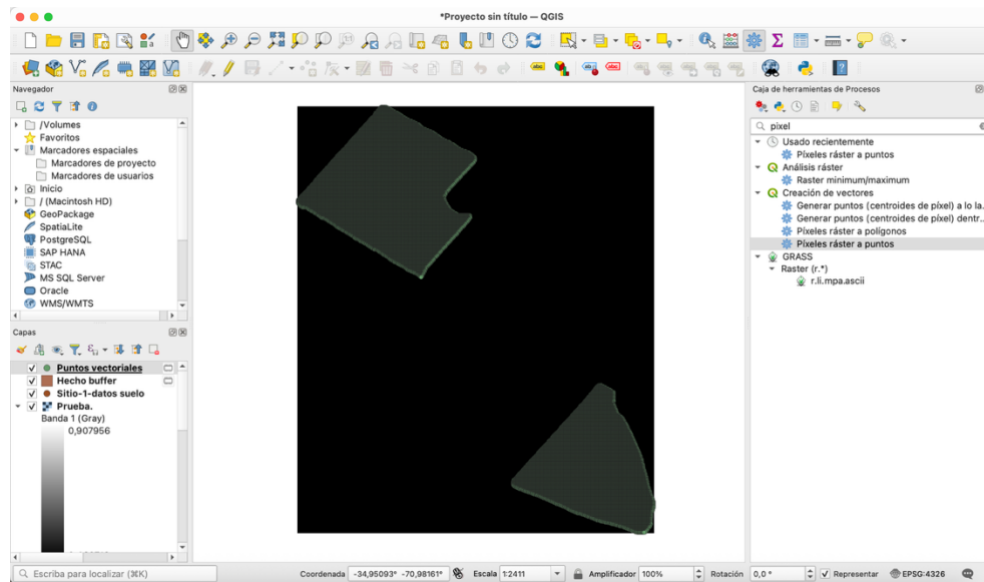 *Proyecto sin título — QGIS
Navegador
/Volumes
Favoritos
Marcadores espaciales
Marcadores de proyecto
Marcadores de usuarios
Inicio
/ (Macintosh HD)
GeoPackage
SpatiaLite
PostgreSQL
SAP HANA
STAC
MS SQL Server
Oracle
WMS/WMTS
Capas
Puntos vectoriales
Hecho buffer
Sitio-1-datos suelo
Prueba.
Banda 1 (Gray)
0,907956
Caja de herramientas de Procesos
pixel
Usado recientemente
Píxeles ráster a puntos
Análisis ráster
Raster minimum/maximum
Creación de vectores
Generar puntos (centroides de píxel) a lo la...
Generar puntos (centroides de píxel) dentr...
Píxeles ráster a polígonos
Píxeles ráster a puntos
GRASS
Raster (r.*)
r.li.mpa.ascii
Escriba para localizar (⌘K)
Coordenada -34,95093° -70,98161° Escala 1:2411 Amplificador 100% Rotación 0,0 ° Representar EPSG:4326